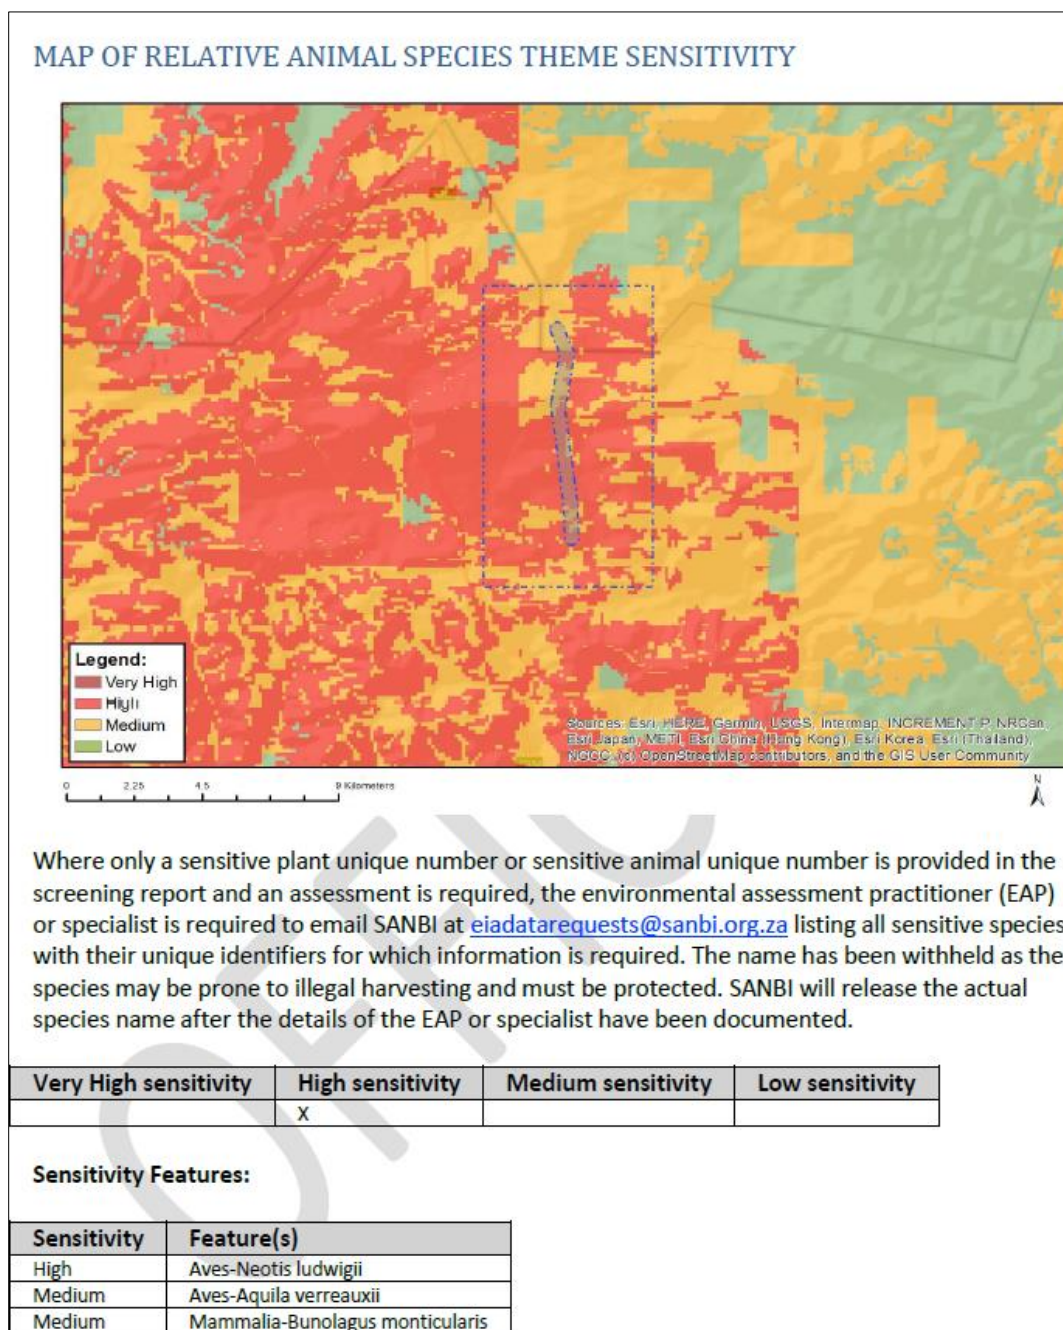 MAP OF RELATIVE ANIMAL SPECIES THEME SENSITIVITY
Legend:
Very High
High
Medium
Low
Sources: Esri, HERE, Garmin, USGS, Intermap, INCREMENT P, NRCan,
Esri Japan, METI, Esri China (Hong Kong), Esri Korea, Esri (Thailand),
NGCC, (c) OpenStreetMap contributors, and the GIS User Community
0 2.25 4.5 9 Kilometers
N
Where only a sensitive plant unique number or sensitive animal unique number is provided in the
screening report and an assessment is required, the environmental assessment practitioner (EAP)
or specialist is required to email SANBI at eiadatarequests@sanbi.org.za listing all sensitive species
with their unique identifiers for which information is required. The name has been withheld as the
species may be prone to illegal harvesting and must be protected. SANBI will release the actual
species name after the details of the EAP or specialist have been documented.
Very High sensitivity High sensitivity Medium sensitivity Low sensitivity
X
Sensitivity Features:
Sensitivity Feature(s)
High Aves-Neotis ludwigii
Medium Aves-Aquila verreauxii
Medium Mammalia-Bunolagus monticularis
OFFIC